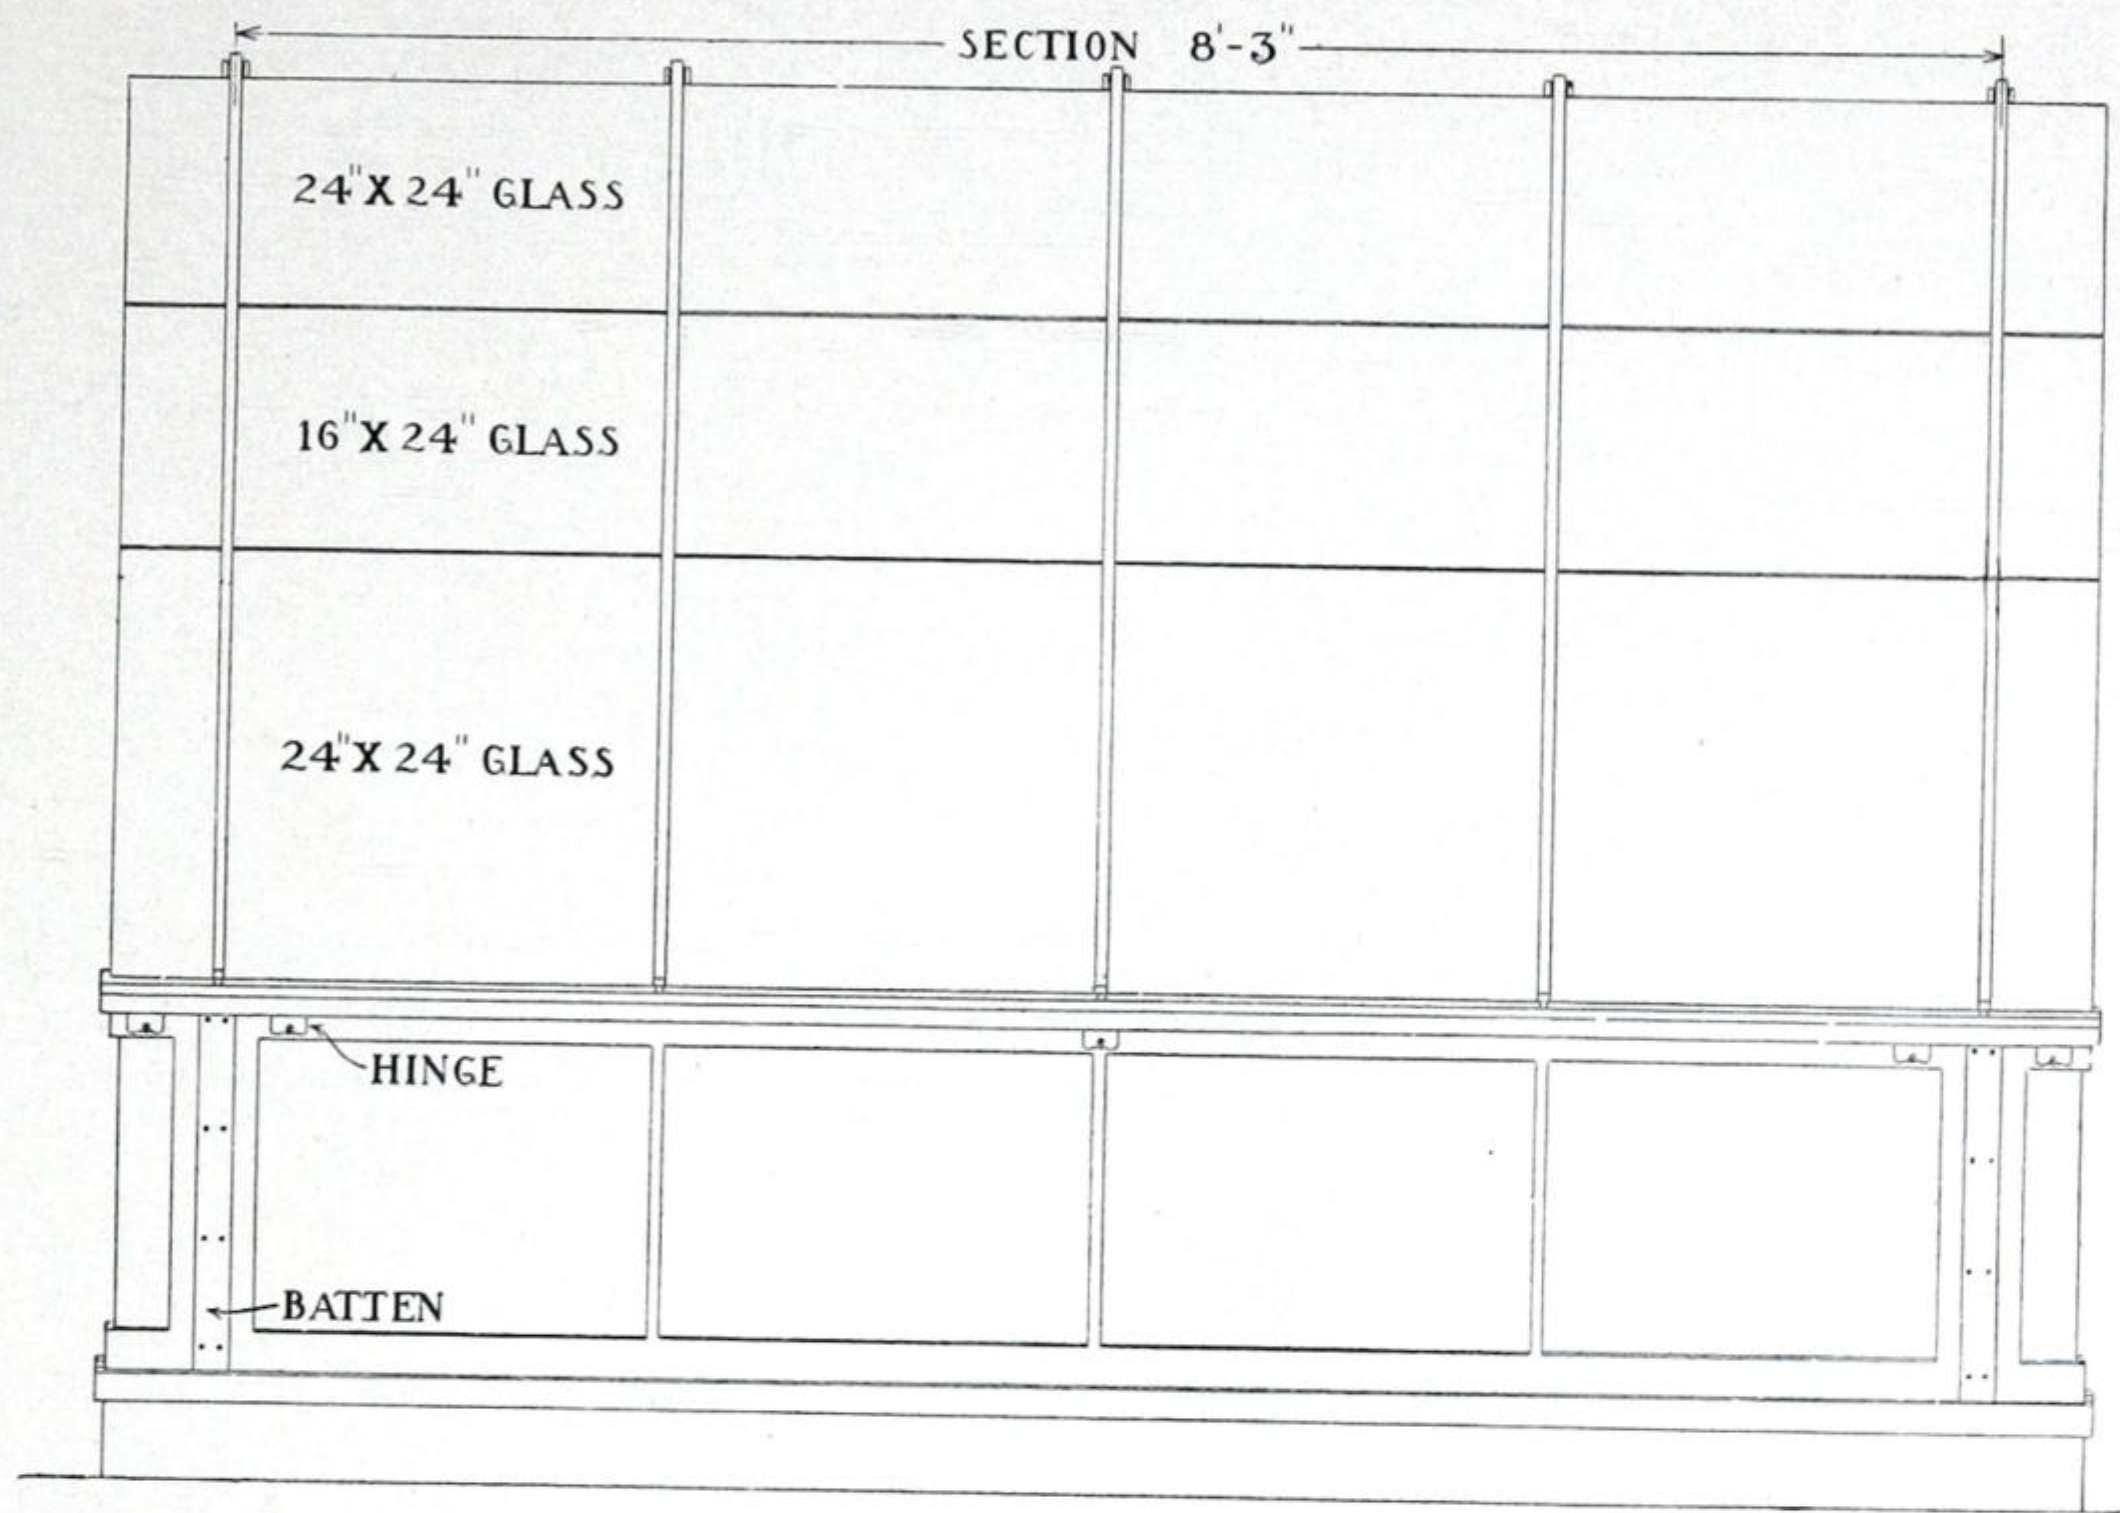 SECTION 8'-3"
24" X 24" GLASS
16" X 24" GLASS
24" X 24" GLASS
HINGE
BATTEN